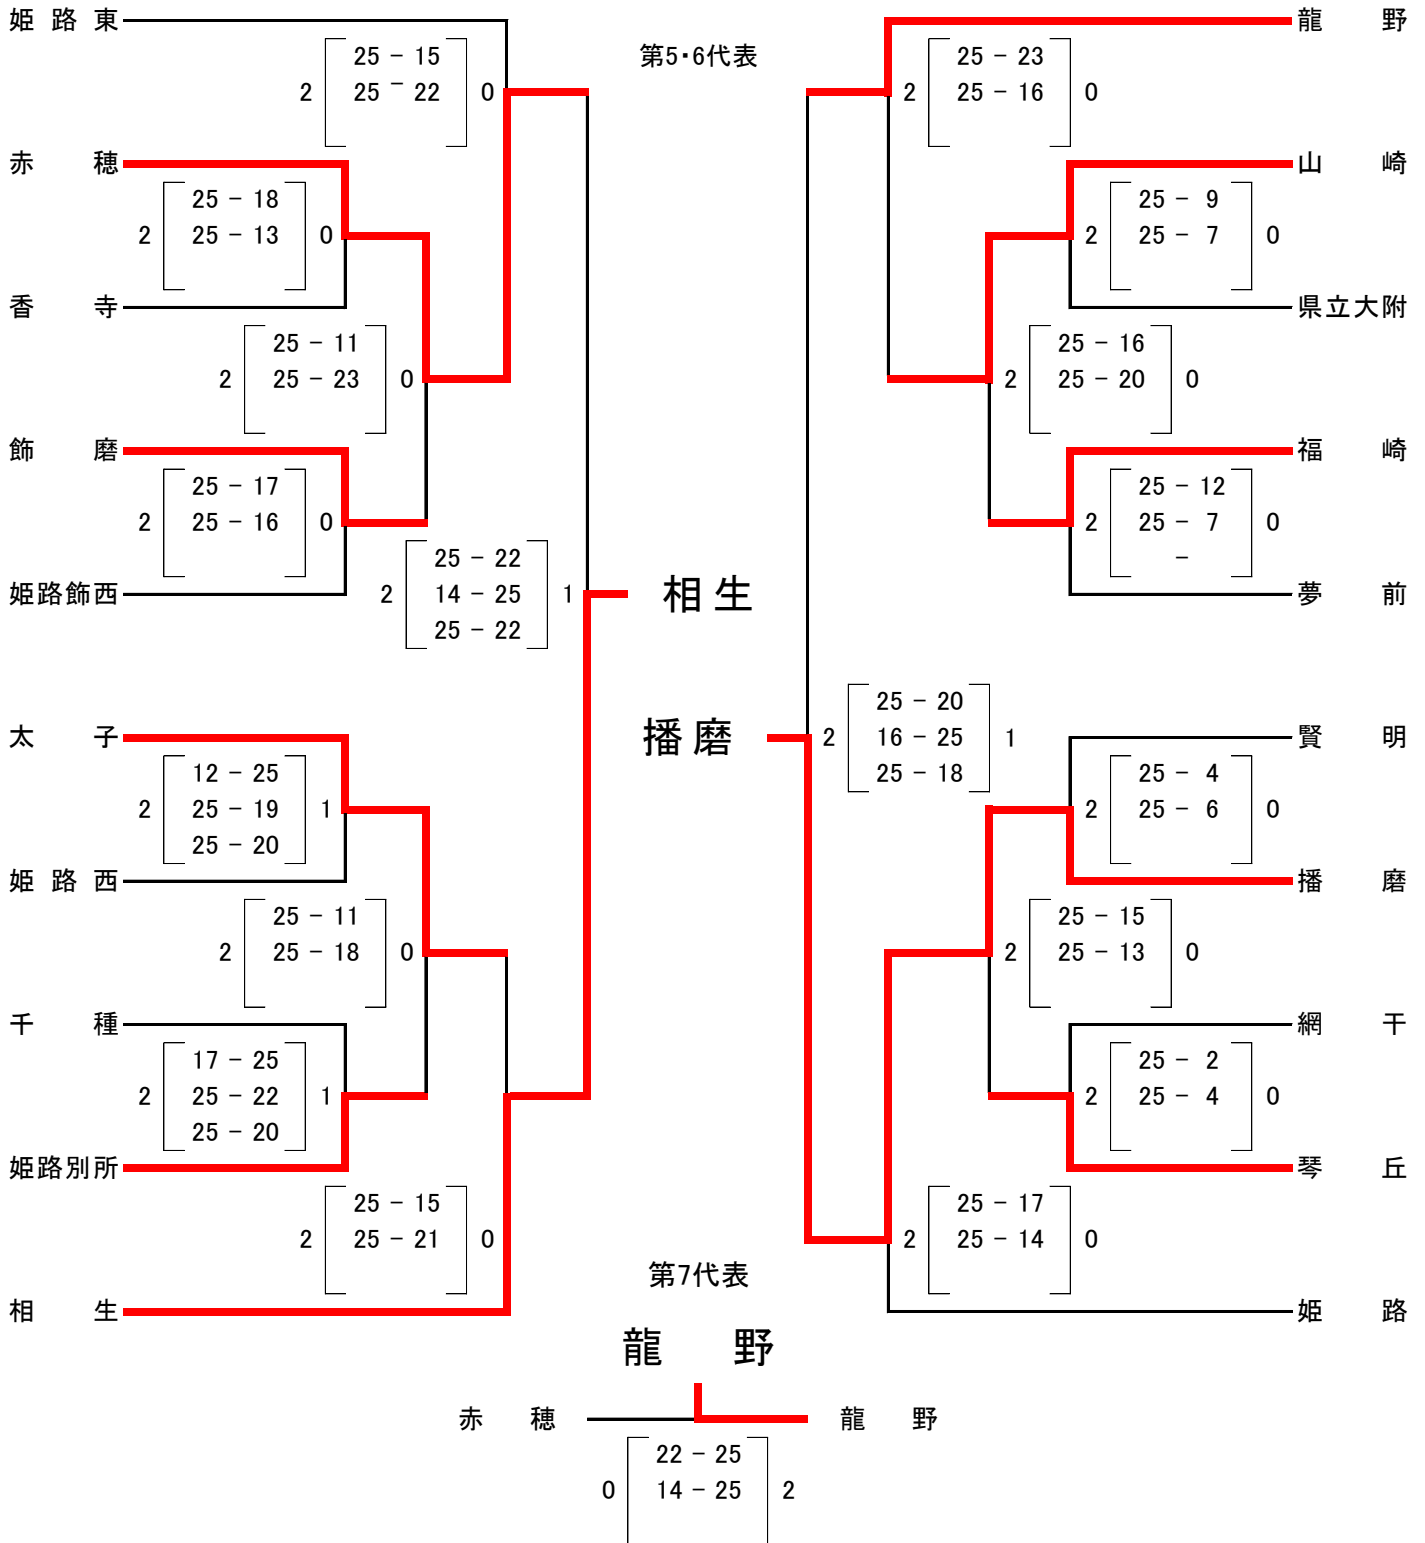 姫路東
25 - 15
2 25 - 22 0
赤穂
25 - 18
2 25 - 13 0
香寺
25 - 11
2 25 - 23 0
飾磨
25 - 17
2 25 - 16 0
姫路飾西
25 - 22
2 14 - 25 1
25 - 22
太子
12 - 25
2 25 - 19 1
25 - 20
姫路西
25 - 11
2 25 - 18 0
千種
17 - 25
2 25 - 22 1
25 - 20
姫路別所
25 - 15
2 25 - 21 0
相生
第5・6代表
相生
播磨
龍野
25 - 23
2 25 - 16 0
山崎
25 - 9
2 25 - 7 0
県立大附
25 - 16
2 25 - 20 0
福崎
25 - 12
2 25 - 7 0
-
夢前
25 - 20
2 16 - 25 1
25 - 18
賢明
25 - 4
2 25 - 6 0
播磨
25 - 15
2 25 - 13 0
網干
25 - 2
2 25 - 4 0
琴丘
25 - 17
2 25 - 14 0
姫路
第7代表
龍野
赤穂 龍野
22 - 25
0 14 - 25 2